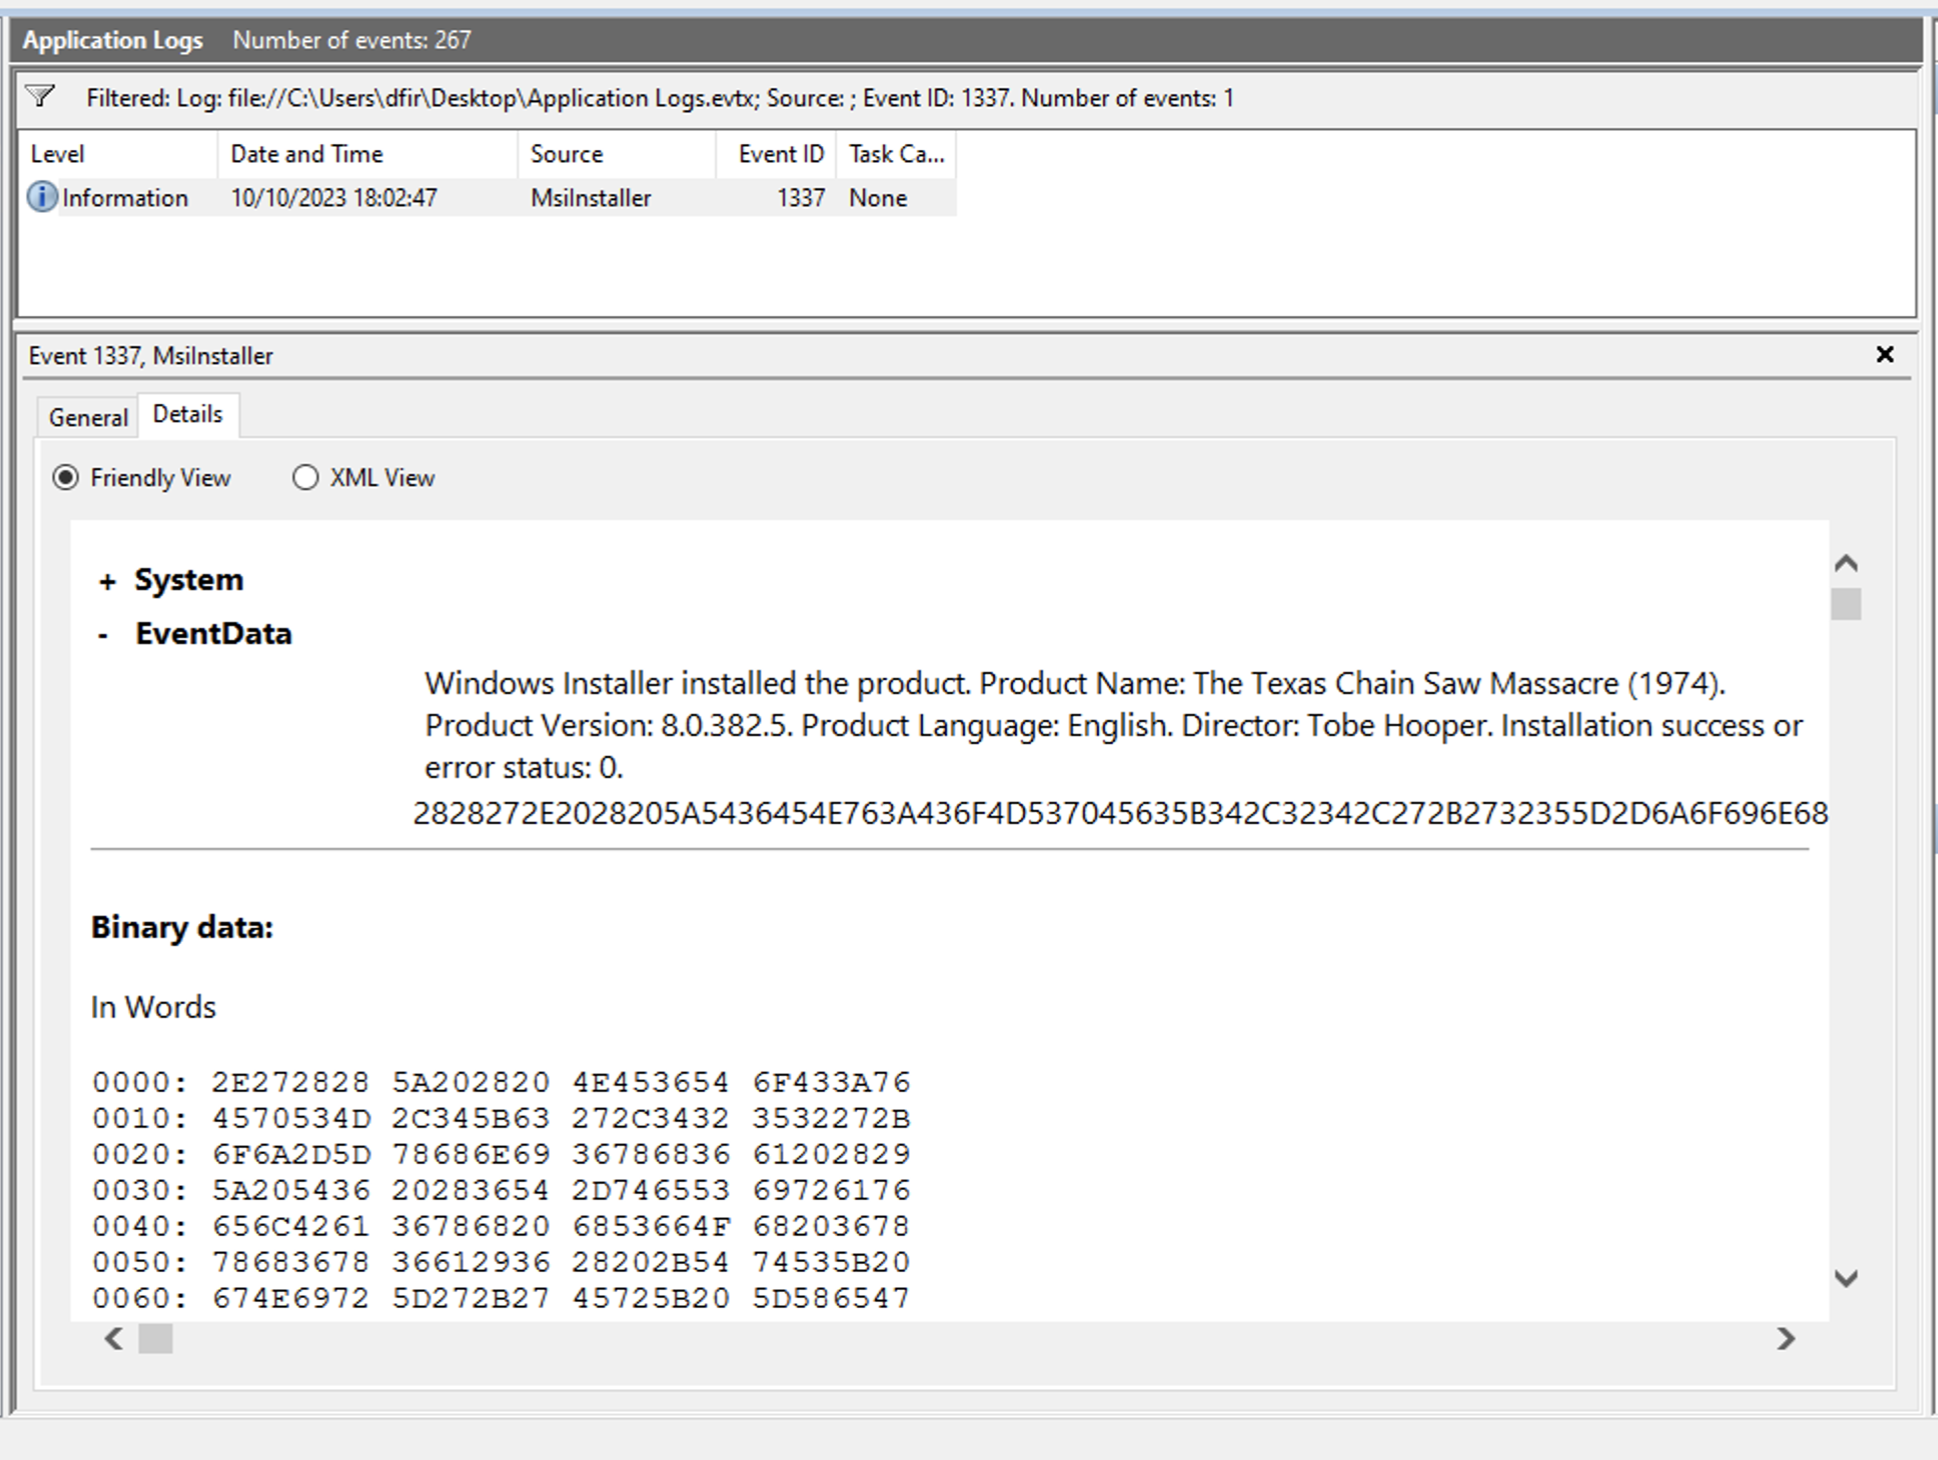 Application Logs Number of events: 267
Filtered: Log: file://C:\Users\dfir\Desktop\Application Logs.evtx; Source: ; Event ID: 1337. Number of events: 1
Level Date and Time Source Event ID Task Ca...
Information 10/10/2023 18:02:47 MsiInstaller 1337 None
Event 1337, MsiInstaller
General Details
Friendly View XML View
+ System
- EventData
Windows Installer installed the product. Product Name: The Texas Chain Saw Massacre (1974).
Product Version: 8.0.382.5. Product Language: English. Director: Tobe Hooper. Installation success or
error status: 0.
2828272E2028205A5436454E763A436F4D537045635B342C32342C272B2732355D2D6A6F696E68
Binary data:
In Words
0000: 2E272828 5A202820 4E453654 6F433A76
0010: 4570534D 2C345B63 272C3432 3532272B
0020: 6F6A2D5D 78686E69 36786836 61202829
0030: 5A205436 20283654 2D746553 69726176
0040: 656C4261 36786820 6853664F 68203678
0050: 78683678 36612936 28202B54 74535B20
0060: 674E6972 5D272B27 45725B20 5D586547